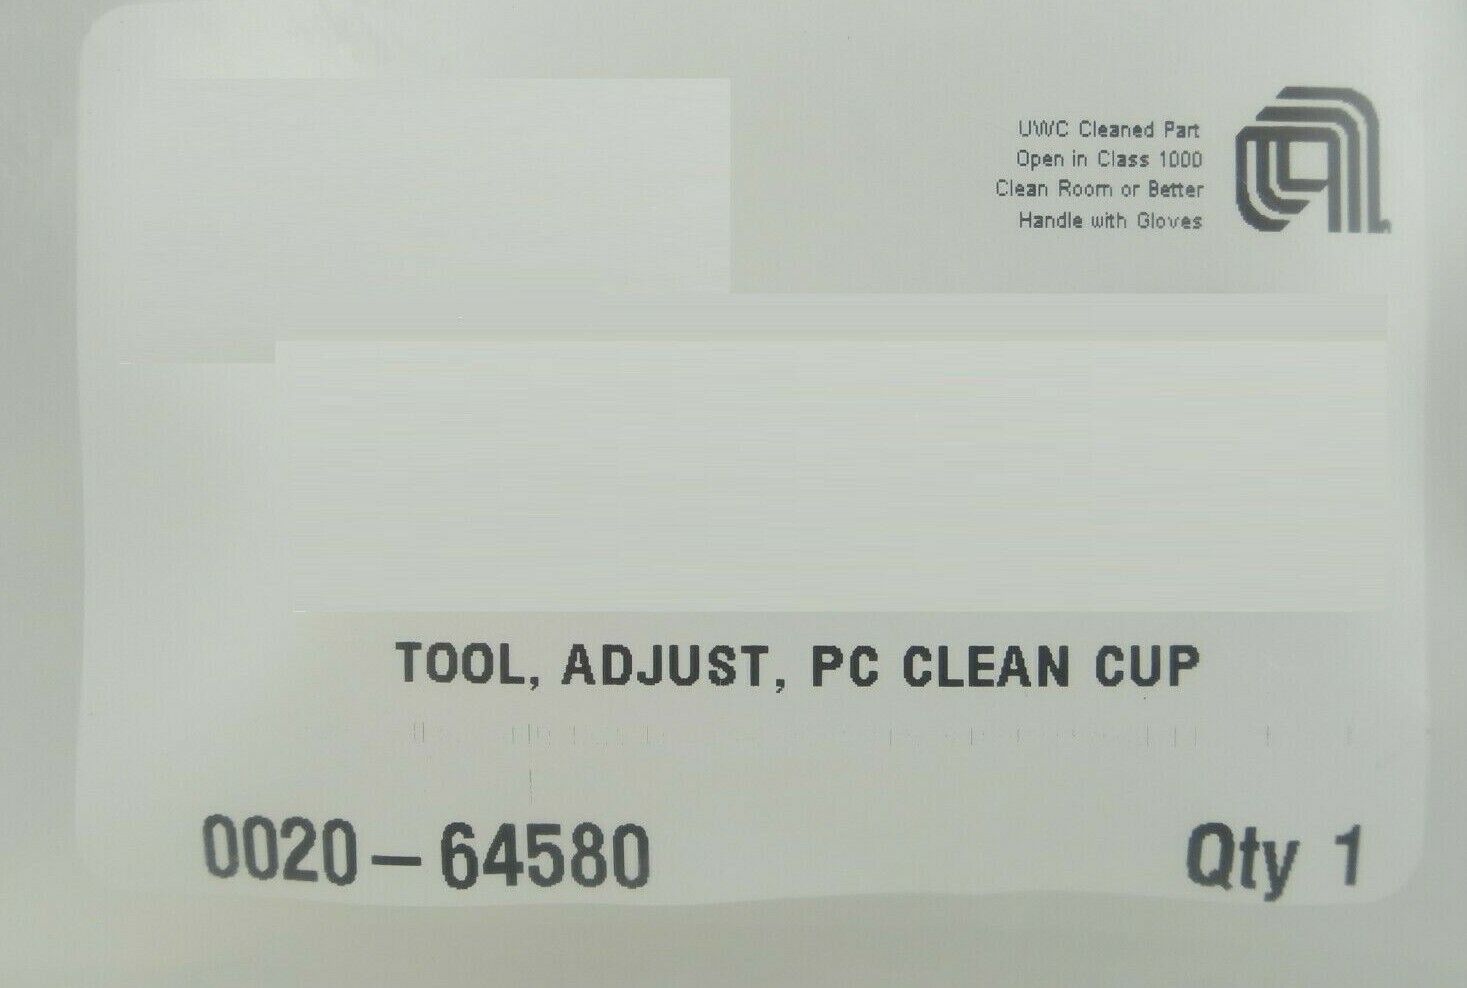 UWC Cleaned Part
Open in Class 1000
Clean Room or Better
Handle with Gloves
TOOL, ADJUST, PC CLEAN CUP
0020-64580 Qty 1